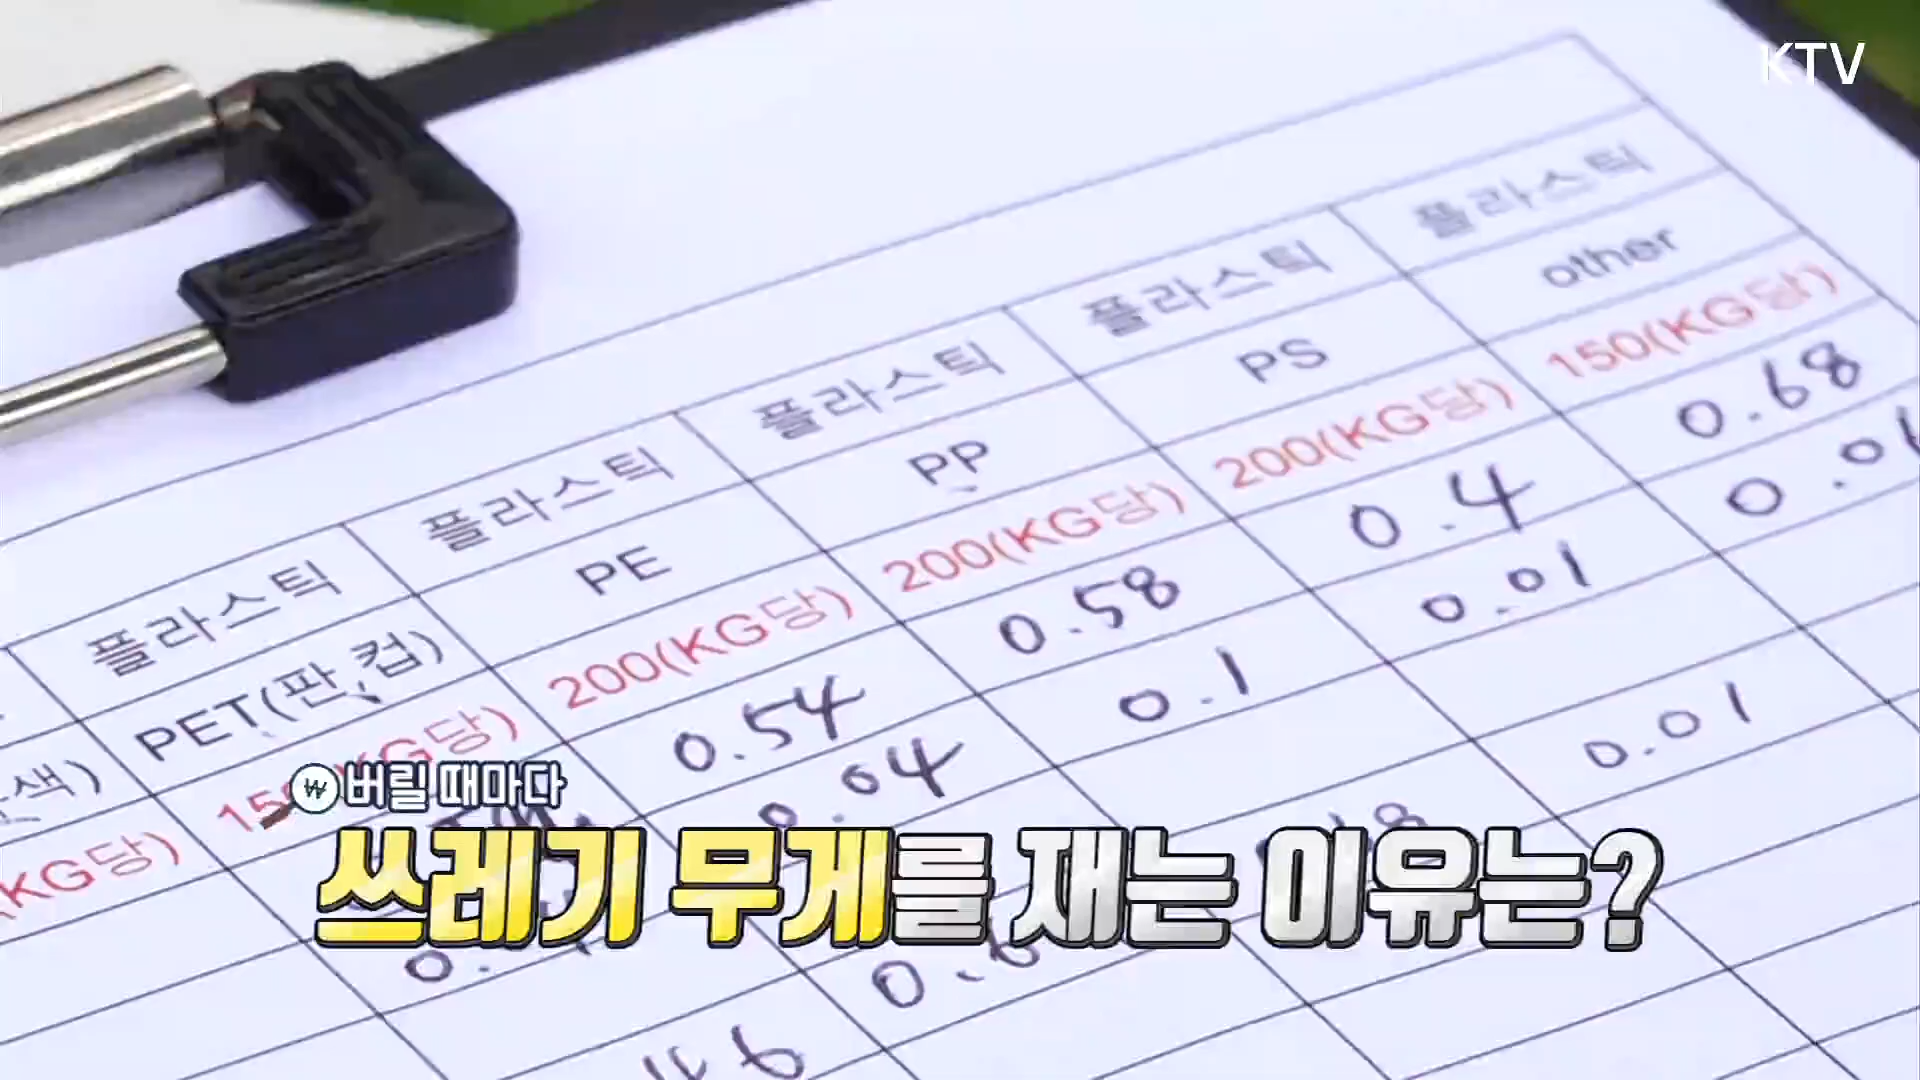 KTV
플라스틱 플라스틱 플라스틱 플라스틱 플라스틱
PET(판,컵) PE PP PS other
200(KG당) 200(KG당) 200(KG당) 150(KG당)
0.54 0.58 0.4 0.68
0.04 0.1 0.01
0.01
버릴 때마다
쓰레기 무게를 재는 이유는?